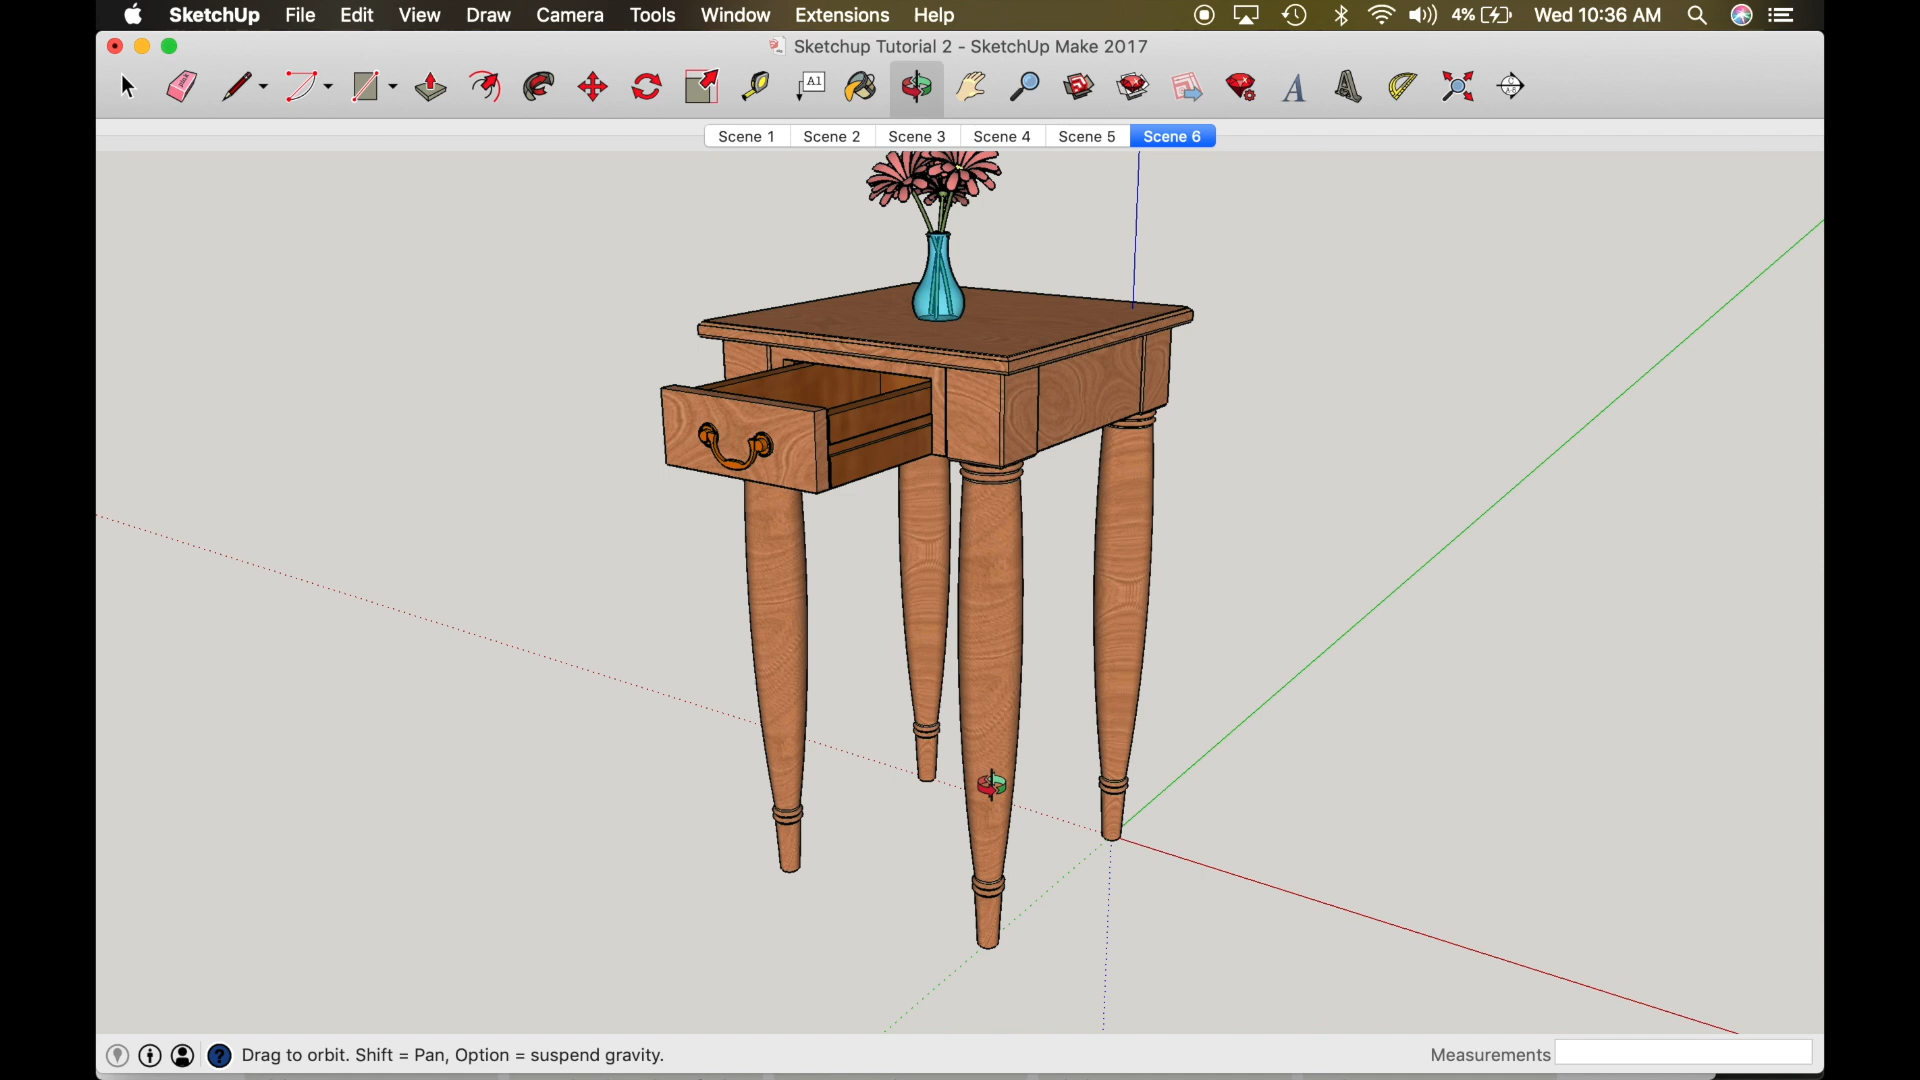 SketchUp File Edit View Draw Camera Tools Window Extensions Help 4% Wed 10:36 AM
Sketchup Tutorial 2 - SketchUp Make 2017
A1 A A
Scene 1 Scene 2 Scene 3 Scene 4 Scene 5 Scene 6
? Drag to orbit. Shift = Pan, Option = suspend gravity. Measurements